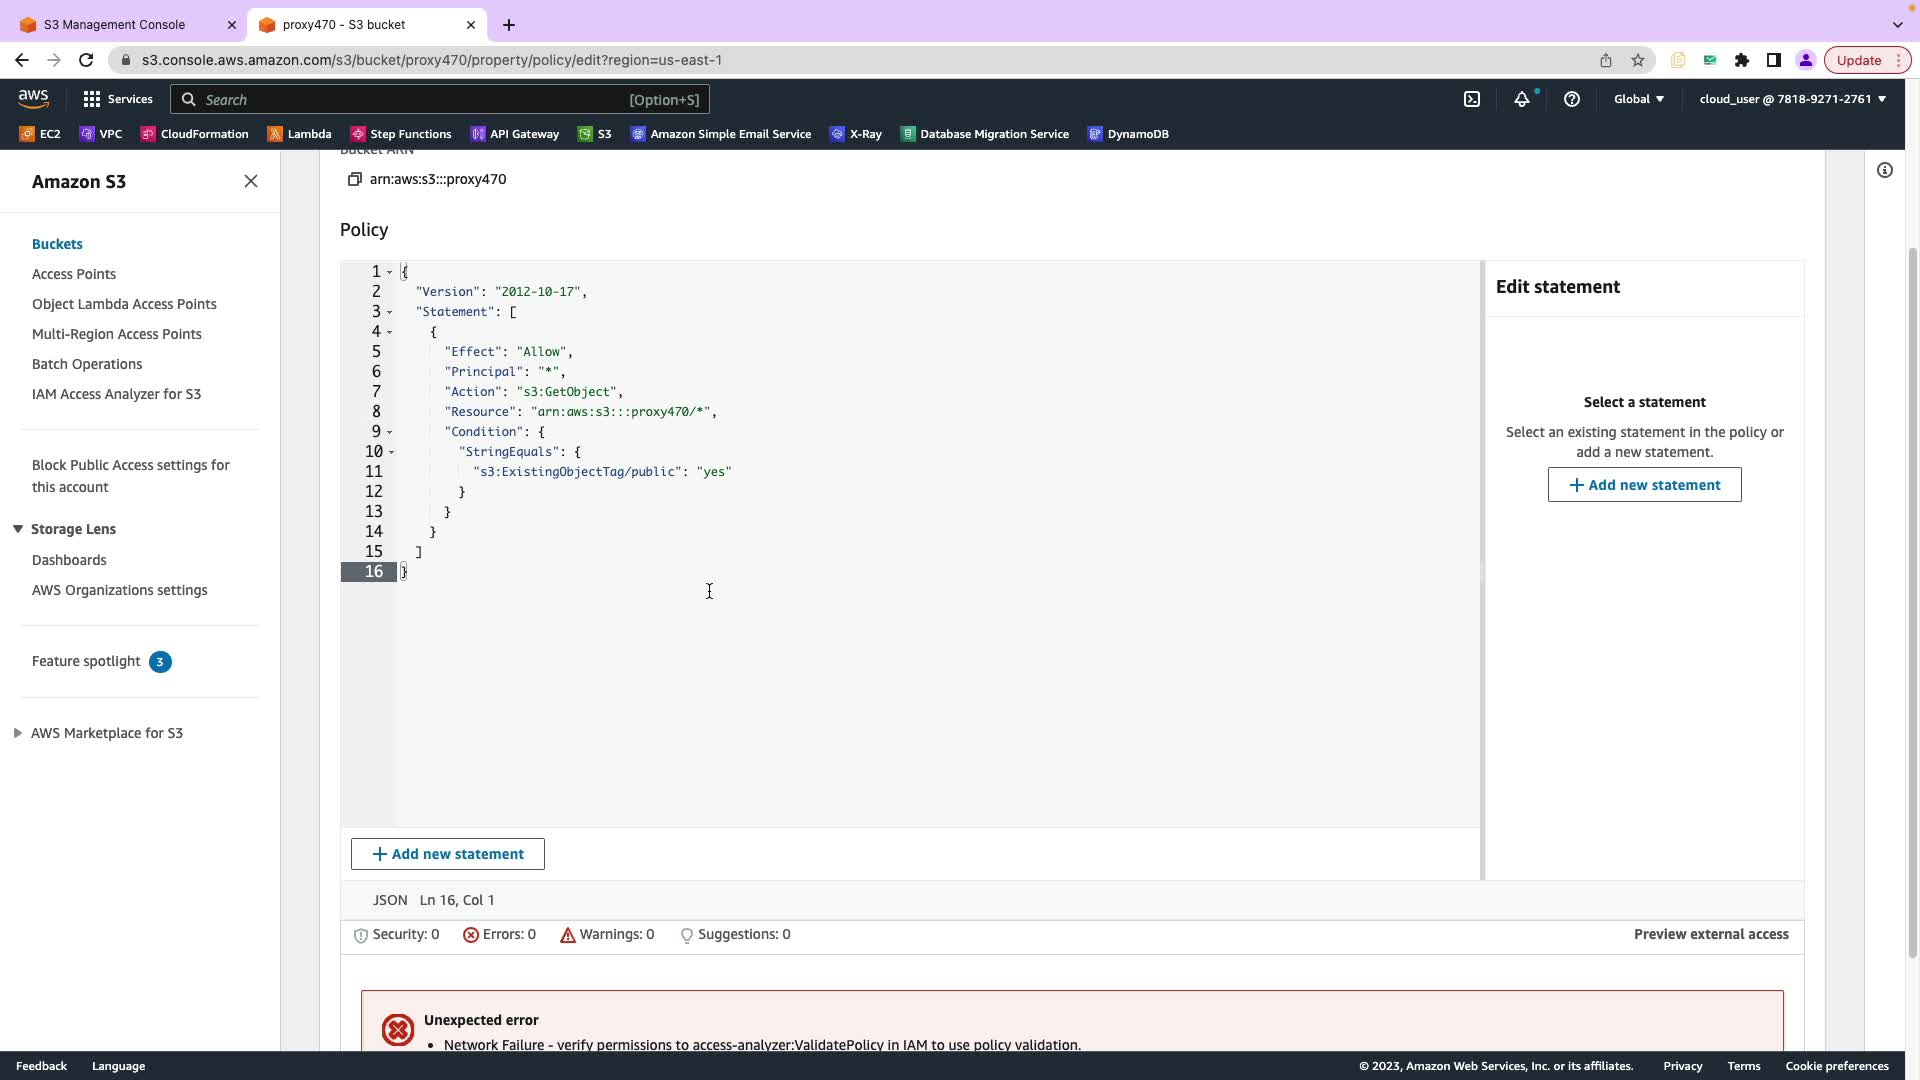 S3 Management Console
proxy470 - S3 bucket
s3.console.aws.amazon.com/s3/bucket/proxy470/property/policy/edit?region=us-east-1
Update
aws
Services
Search
[Option+S]
Global
cloud_user @ 7818-9271-2761
EC2
VPC
CloudFormation
Lambda
Step Functions
API Gateway
S3
Amazon Simple Email Service
X-Ray
Database Migration Service
DynamoDB
Amazon S3
Buckets
Access Points
Object Lambda Access Points
Multi-Region Access Points
Batch Operations
IAM Access Analyzer for S3
Block Public Access settings for
this account
Storage Lens
Dashboards
AWS Organizations settings
Feature spotlight 3
AWS Marketplace for S3
Bucket ARN
arn:aws:s3:::proxy470
Policy
1 {
2 "Version": "2012-10-17",
3 "Statement": [
4 {
5 "Effect": "Allow",
6 "Principal": "*",
7 "Action": "s3:GetObject",
8 "Resource": "arn:aws:s3:::proxy470/*",
9 "Condition": {
10 "StringEquals": {
11 "s3:ExistingObjectTag/public": "yes"
12 }
13 }
14 }
15 ]
16 }
+ Add new statement
JSON Ln 16, Col 1
Security: 0
Errors: 0
Warnings: 0
Suggestions: 0
Preview external access
Edit statement
Select a statement
Select an existing statement in the policy or
add a new statement.
+ Add new statement
Unexpected error
• Network Failure - verify permissions to access-analyzer:ValidatePolicy in IAM to use policy validation.
Feedback
Language
© 2023, Amazon Web Services, Inc. or its affiliates.
Privacy
Terms
Cookie preferences